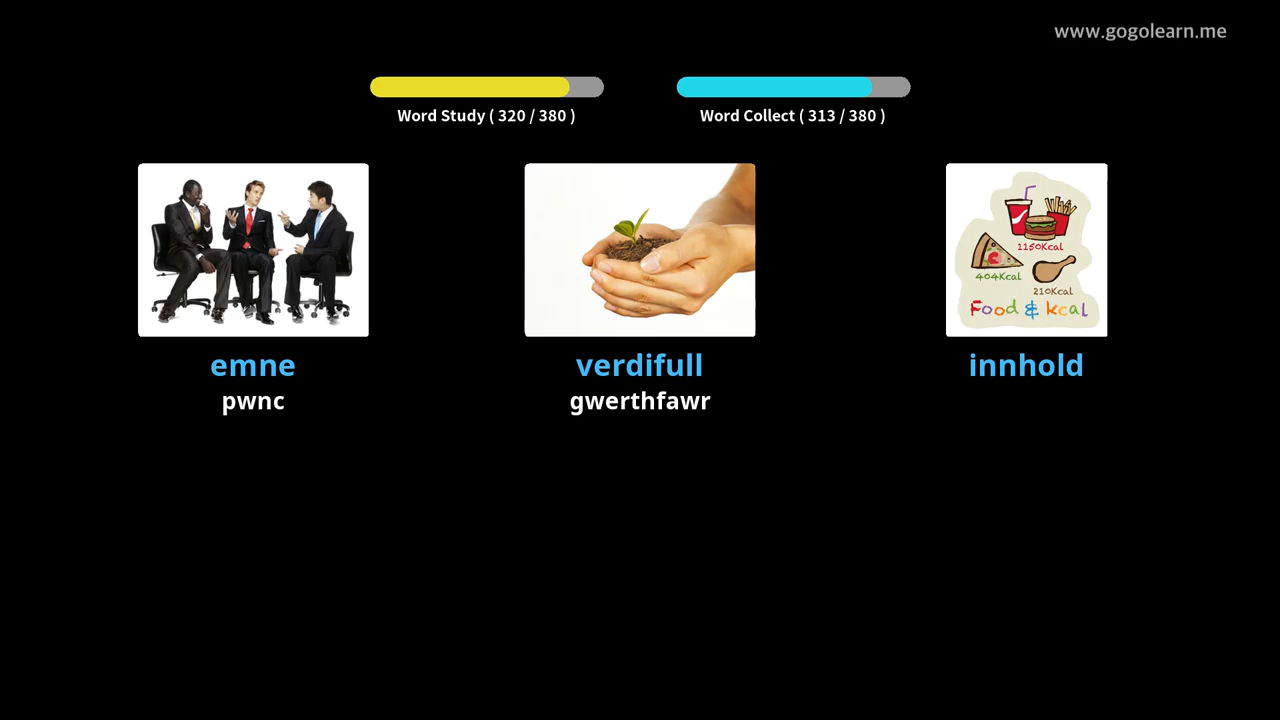 www.gogolearn.me
Word Study ( 320 / 380 )
Word Collect ( 313 / 380 )
1150Kcal
404Kcal
210Kcal
Food & kcal
emne
verdifull
innhold
pwnc
gwerthfawr